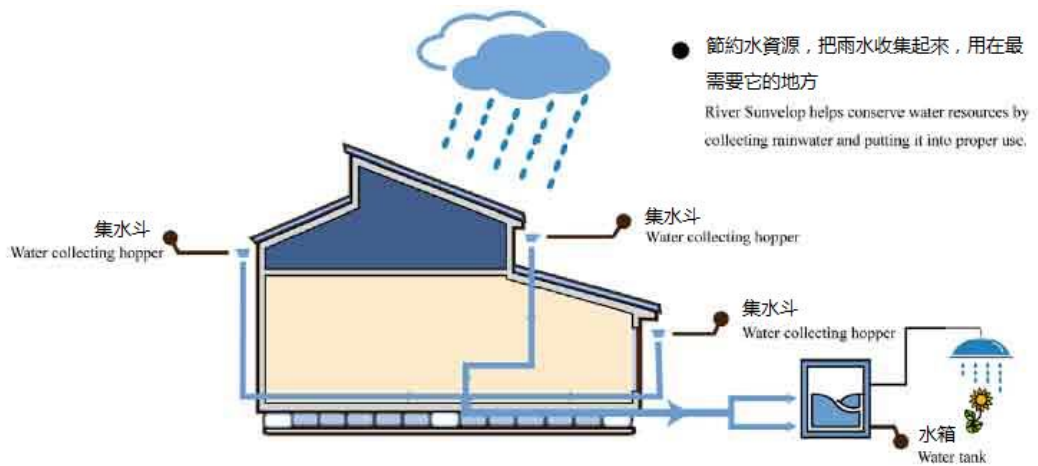 節約水資源，把雨水收集起來，用在最
需要它的地方
River Sunvelop helps conserve water resources by
collecting rainwater and putting it into proper use.
集水斗
Water collecting hopper
集水斗
Water collecting hopper
集水斗
Water collecting hopper
水箱
Water tank